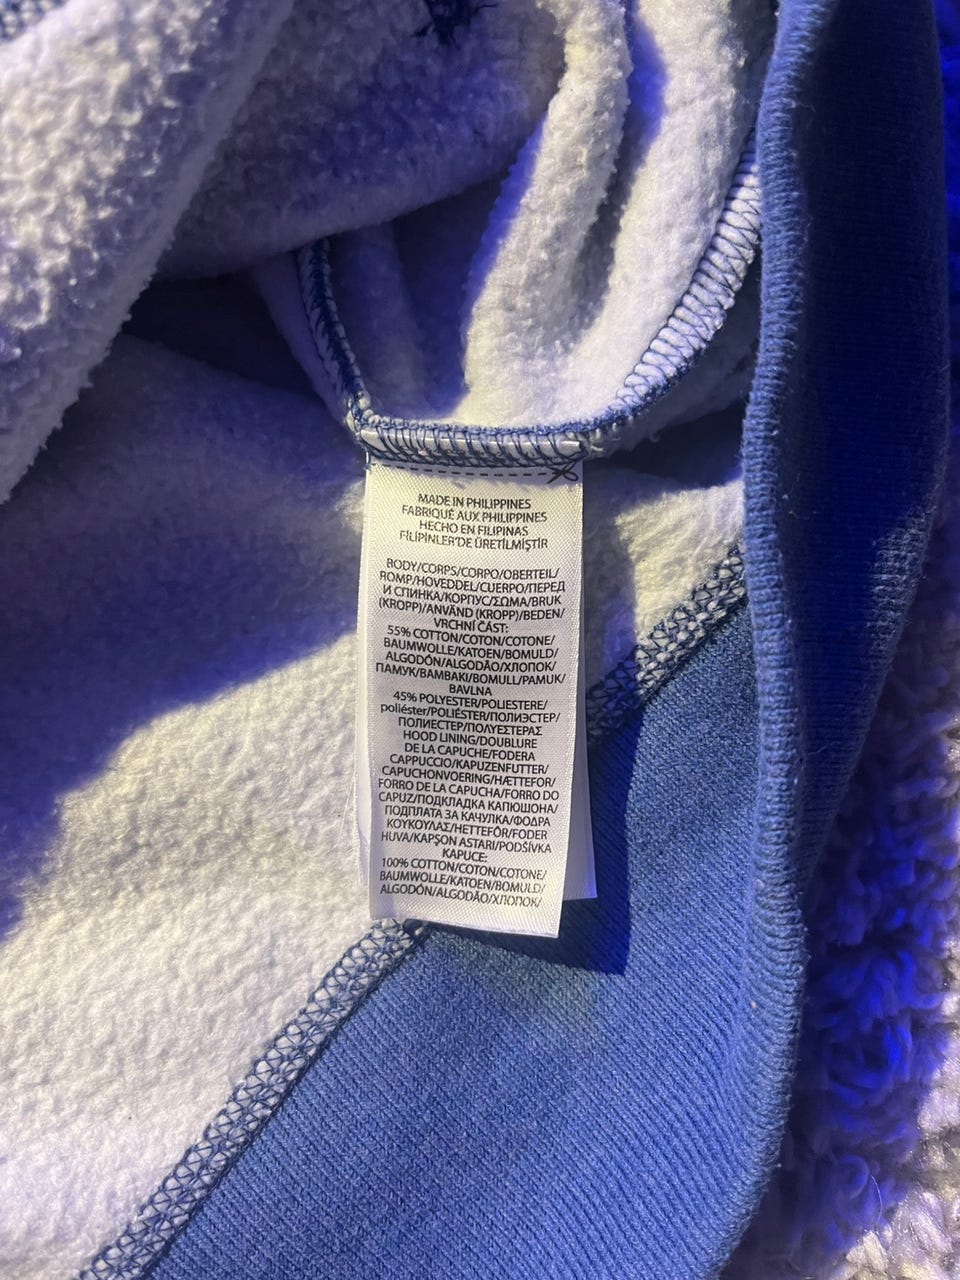 MADE IN PHILIPPINES
FABRIQUÉ AUX PHILIPPINES
HECHO EN FILIPINAS
FİLİPİNLER'DE ÜRETİLMİŞTİR
BODY/CORPS/CORPO/OBERTEIL/
ROMP/HOVEDDEL/CUERPO/ПЕРЕД
И СПИНКА/КОРПУС/ΣΩΜΑ/BRUK
(KROPP)/ANVÄND (KROPP)/BEDEN/
VRCHNÍ ČÁST:
55% COTTON/COTON/COTONE/
BAUMWOLLE/KATOEN/BOMULD/
ALGODÓN/ALGODÃO/ХЛОПОК/
ПАМУК/BAMBAKI/BOMULL/PAMUK/
BAVLNA
45% POLYESTER/POLIESTERE/
poliéster/POLIÉSTER/ПОЛИЭСТЕР/
ПОЛИЕСТЕР/ΠΟΛΥΕΣΤΕΡΑΣ
HOOD LINING/DOUBLURE
DE LA CAPUCHE/FODERA
CAPPUCCIO/KAPUZENFUTTER/
CAPUCHONVOERING/HÆTTEFOR/
FORRO DE LA CAPUCHA/FORRO DO
CAPUZ/ПОДКЛАДКА КАПЮШОНА/
ПОДПЛАТА ЗА КАЧУЛКА/ΦΟΔΡΑ
ΚΟΥΚΟΥΛΑΣ/HETTEFÔR/FODER
HUVA/KAPŞON ASTARI/PODŠÍVKA
KAPUCE:
100% COTTON/COTON/COTONE/
BAUMWOLLE/KATOEN/BOMULD/
ALGODÓN/ALGODÃO/ХЛОПОК/